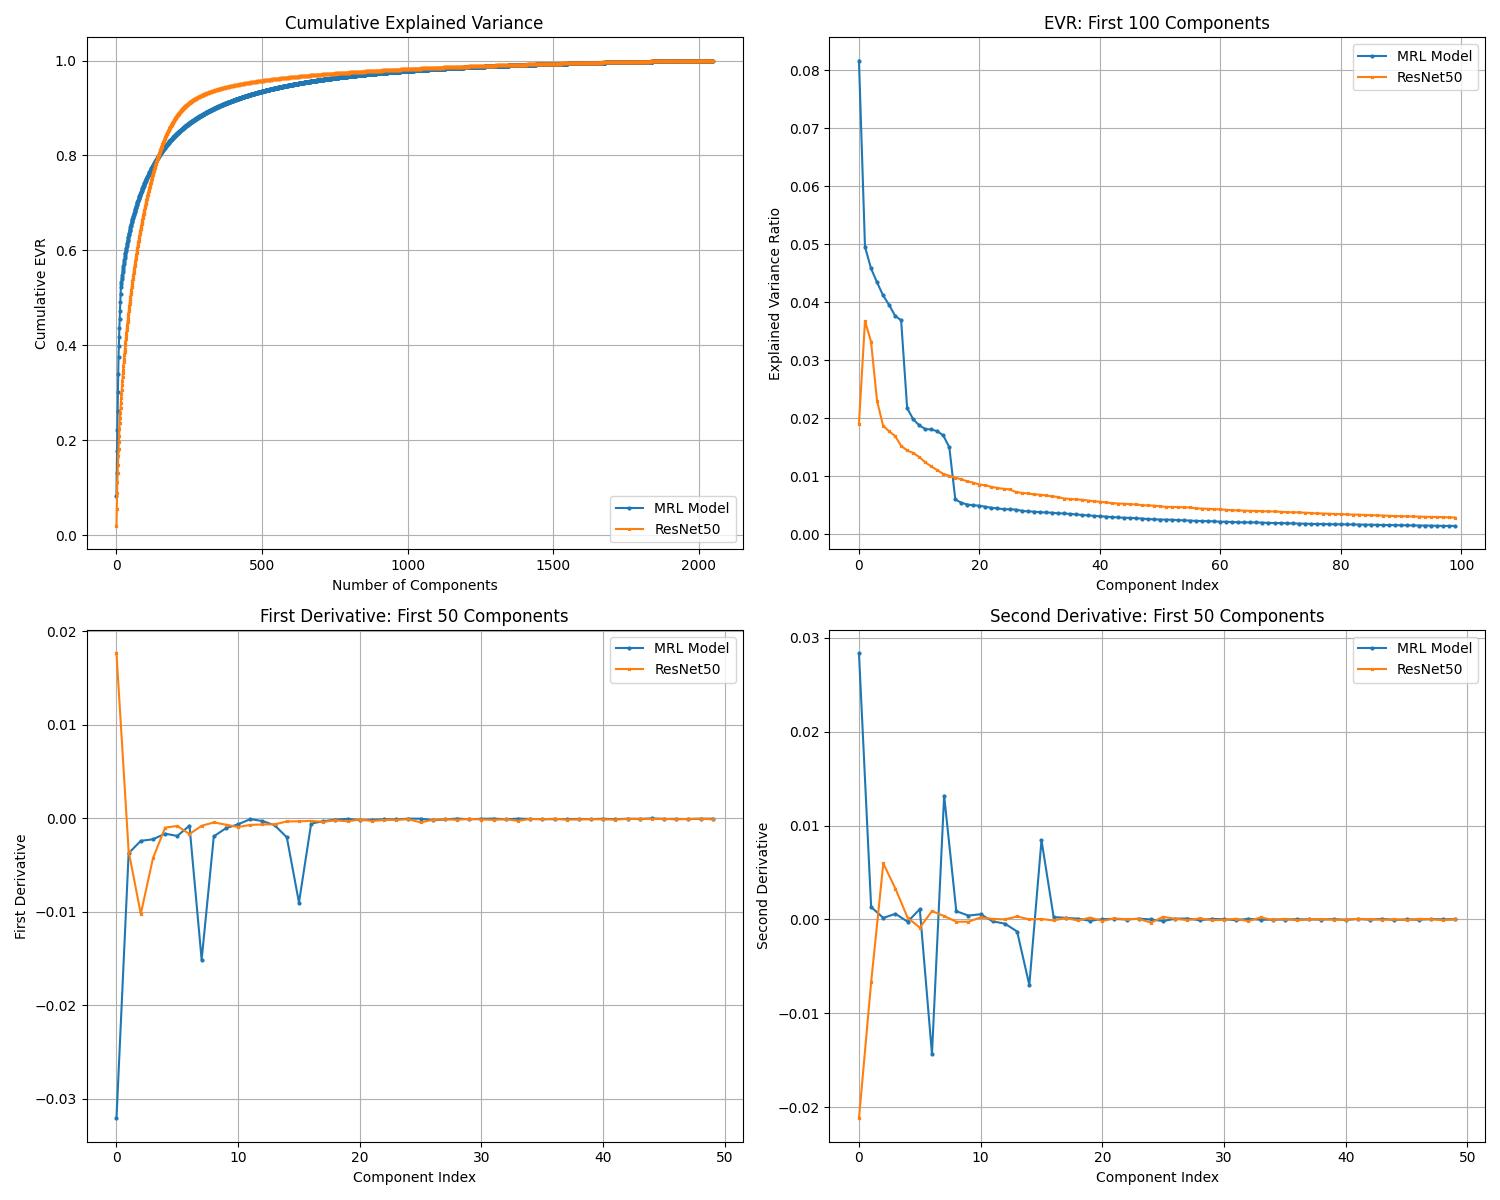 Cumulative Explained Variance
1.0
0.8
0.6
0.4
0.2
0.0
Cumulative EVR
MRL Model
ResNet50
0 500 1000 1500 2000
Number of Components
EVR: First 100 Components
0.08
0.07
0.06
0.05
0.04
0.03
0.02
0.01
0.00
Explained Variance Ratio
MRL Model
ResNet50
0 20 40 60 80 100
Component Index
First Derivative: First 50 Components
0.02
0.01
0.00
−0.01
−0.02
−0.03
First Derivative
MRL Model
ResNet50
0 10 20 30 40 50
Component Index
Second Derivative: First 50 Components
0.03
0.02
0.01
0.00
−0.01
−0.02
Second Derivative
MRL Model
ResNet50
0 10 20 30 40 50
Component Index